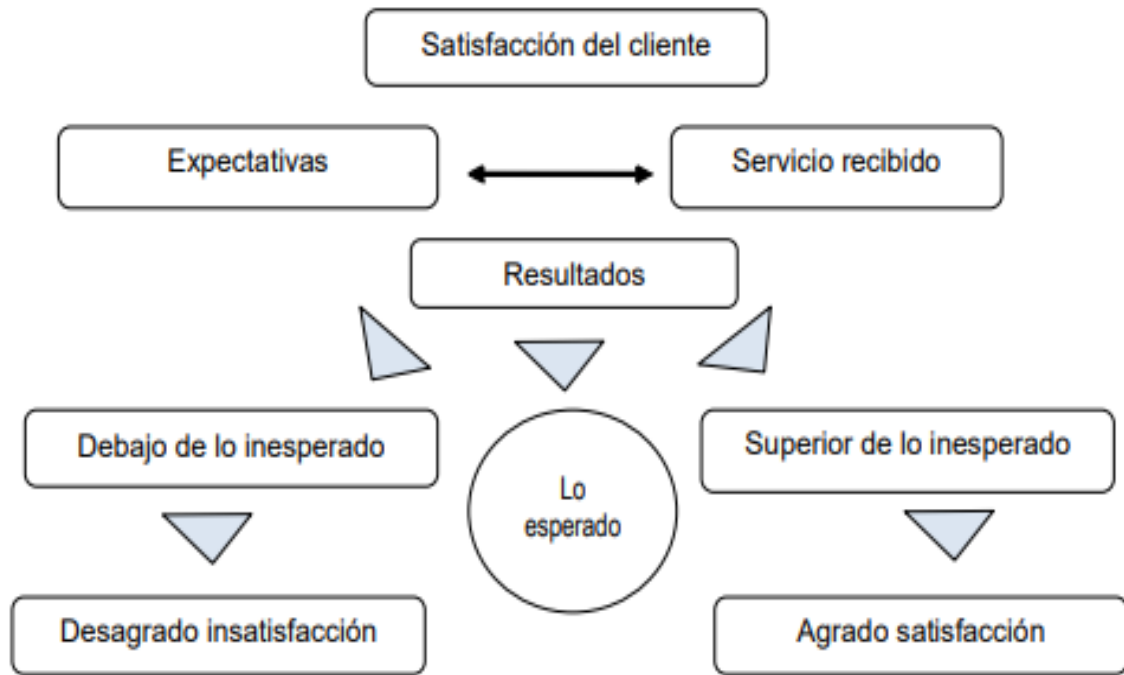 Satisfacción del cliente
Expectativas
Servicio recibido
Resultados
Debajo de lo inesperado
Superior de lo inesperado
Lo
esperado
Desagrado insatisfacción
Agrado satisfacción